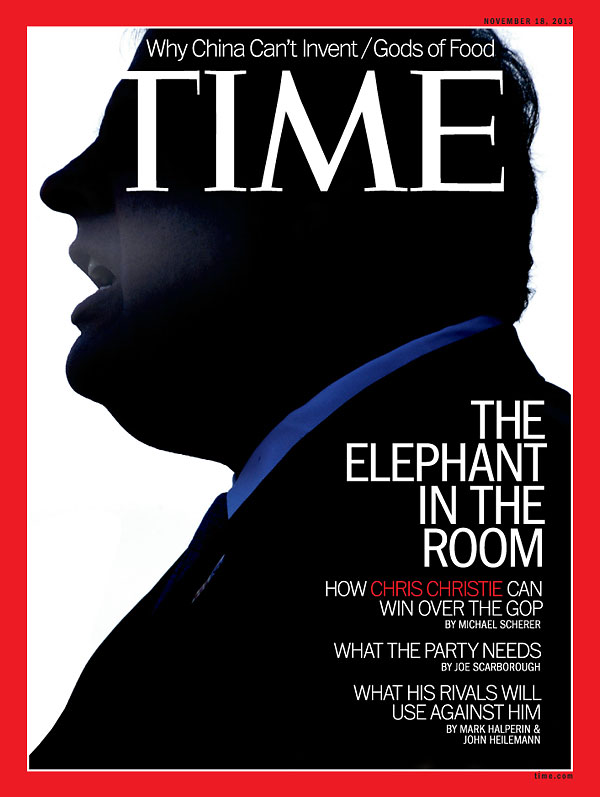 NOVEMBER 18, 2013
Why China Can't Invent / Gods of Food
TIME
THE
ELEPHANT
IN THE
ROOM
HOW CHRIS CHRISTIE CAN
WIN OVER THE GOP
BY MICHAEL SCHERER
WHAT THE PARTY NEEDS
BY JOE SCARBOROUGH
WHAT HIS RIVALS WILL
USE AGAINST HIM
BY MARK HALPERIN &
JOHN HEILEMANN
time.com